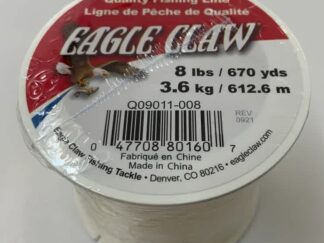 Quality Fishing Line
Ligne de Pèche de Qualité
EAGLE CLAW
8 lbs / 670 yds
3.6 kg / 612.6 m
Q09011-008
REV
0921
0 47708 80160 7
Fabriqué en Chine
Made in China
Eagle Claw Fishing Tackle • Denver, CO 80216 • eagleclaw.com